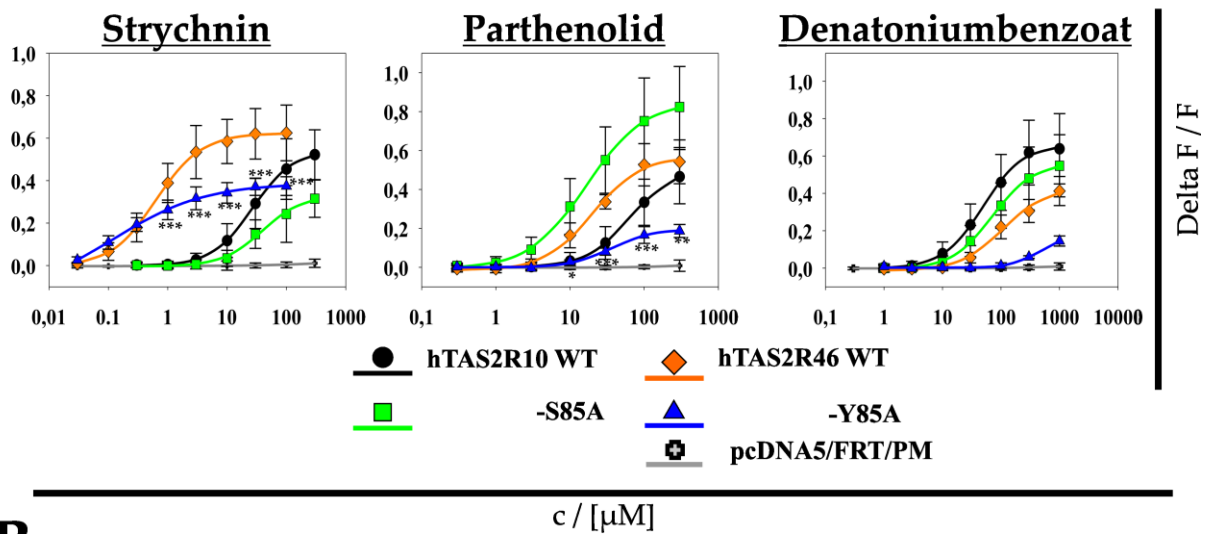 Strychnin Parthenolid Denatoniumbenzoat
1,0
0,8
0,6
0,4
0,2
0,0
1,0
0,8
0,6
0,4
0,2
0,0
1,0
0,8
0,6
0,4
0,2
0,0
*** *** *** *** ***
* *** *** **
0,01 0,1 1 10 100 1000
0,1 1 10 100 1000
0,1 1 10 100 1000 10000
Delta F / F
hTAS2R10 WT hTAS2R46 WT
-S85A -Y85A
pcDNA5/FRT/PM
c / [µM]